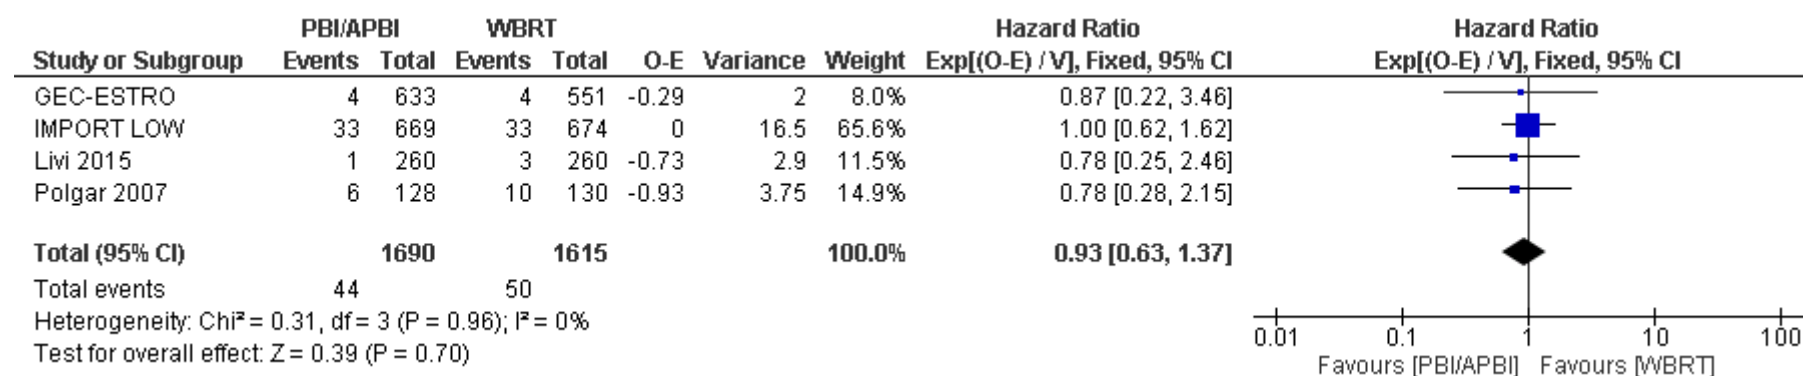 PBI/APBI WBRT Hazard Ratio Hazard Ratio
Study or Subgroup Events Total Events Total O-E Variance Weight Exp[(O-E) / V], Fixed, 95% CI Exp[(O-E) / V], Fixed, 95% CI
GEC-ESTRO 4 633 4 551 -0.29 2 8.0% 0.87 [0.22, 3.46]
IMPORT LOW 33 669 33 674 0 16.5 65.6% 1.00 [0.62, 1.62]
Livi 2015 1 260 3 260 -0.73 2.9 11.5% 0.78 [0.25, 2.46]
Polgar 2007 6 128 10 130 -0.93 3.75 14.9% 0.78 [0.28, 2.15]
Total (95% CI) 1690 1615 100.0% 0.93 [0.63, 1.37]
Total events 44 50
Heterogeneity: Chi² = 0.31, df = 3 (P = 0.96); I² = 0%
Test for overall effect: Z = 0.39 (P = 0.70)
0.01 0.1 1 10 100
Favours [PBI/APBI] Favours [WBRT]